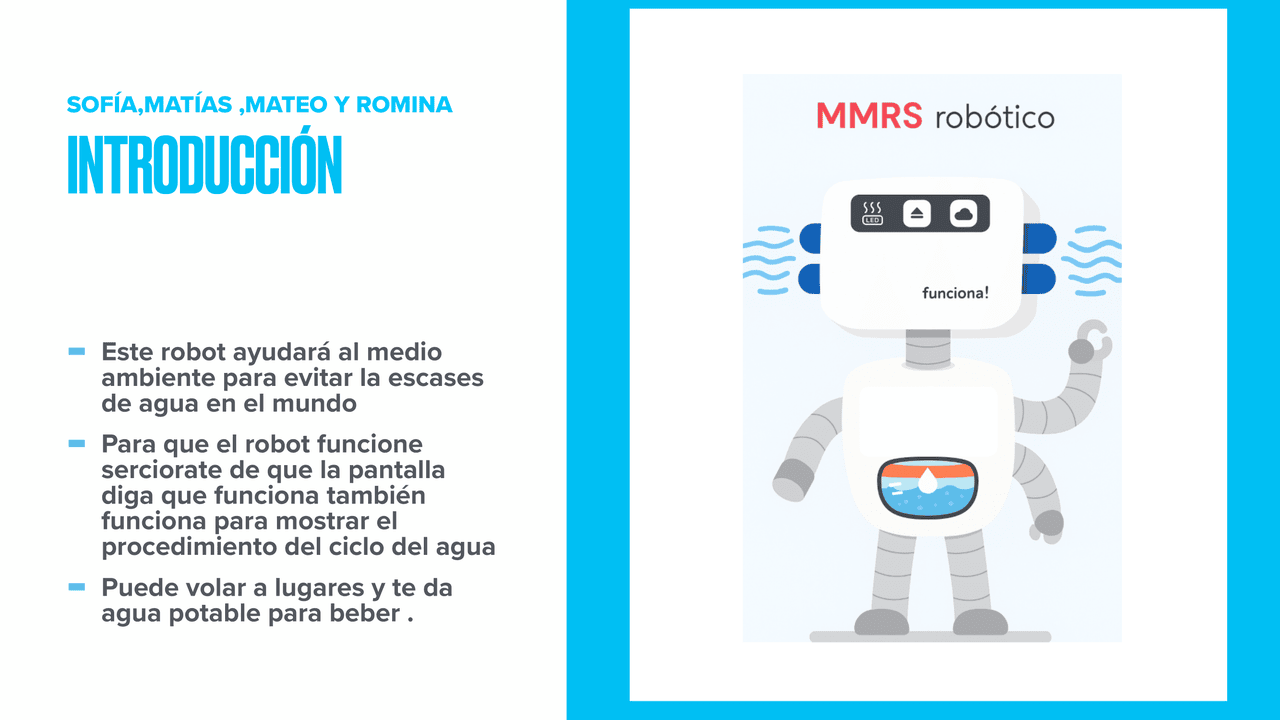 SOFÍA,MATÍAS ,MATEO Y ROMINA
INTRODUCCIÓN
Este robot ayudará al medio
ambiente para evitar la escases
de agua en el mundo
Para que el robot funcione
serciorate de que la pantalla
diga que funciona también
funciona para mostrar el
procedimiento del ciclo del agua
Puede volar a lugares y te da
agua potable para beber .
MMRS robótico
LED
funciona!